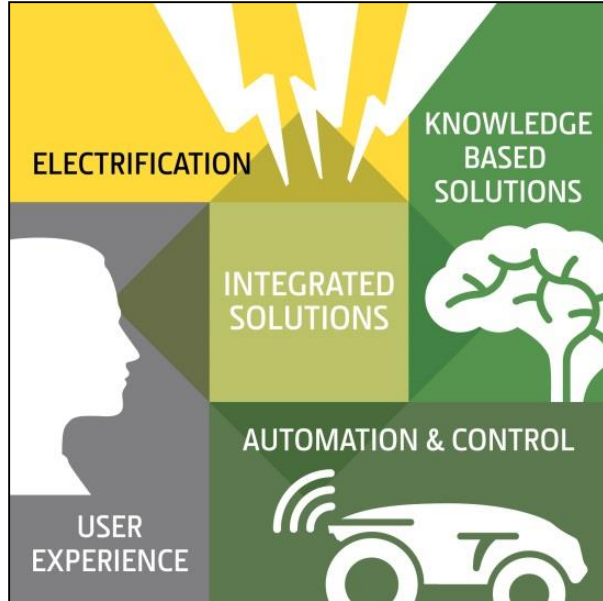 ELECTRIFICATION
KNOWLEDGE
BASED
SOLUTIONS
INTEGRATED
SOLUTIONS
AUTOMATION & CONTROL
USER
EXPERIENCE